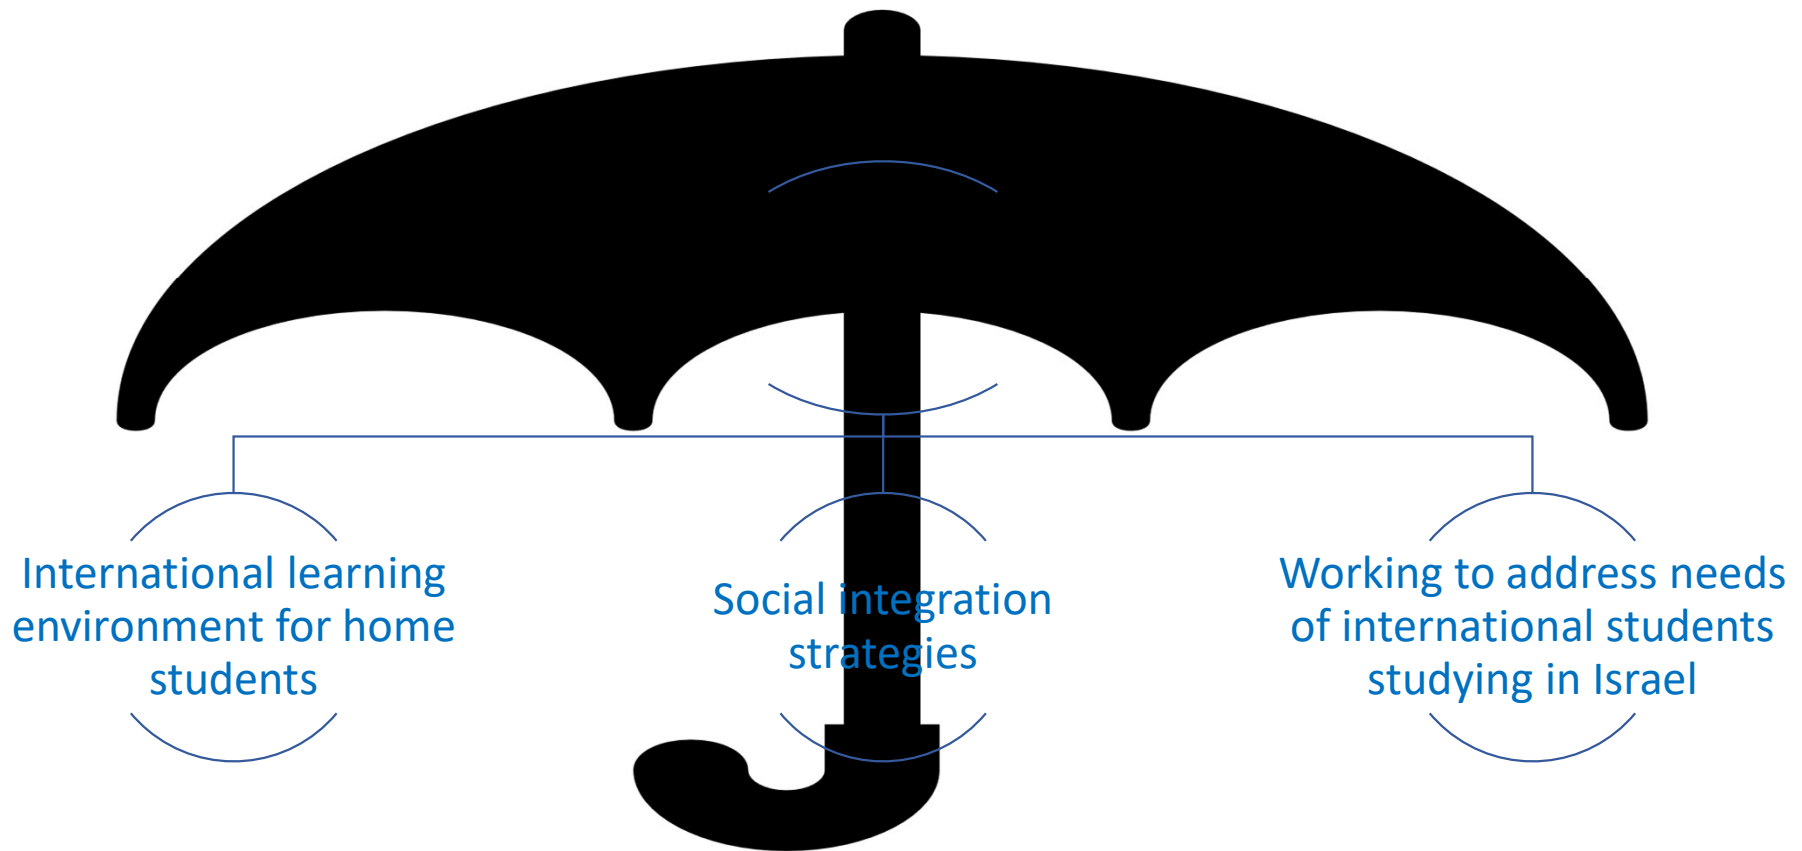 International learning
environment for home
students
Social integration
strategies
Working to address needs
of international students
studying in Israel